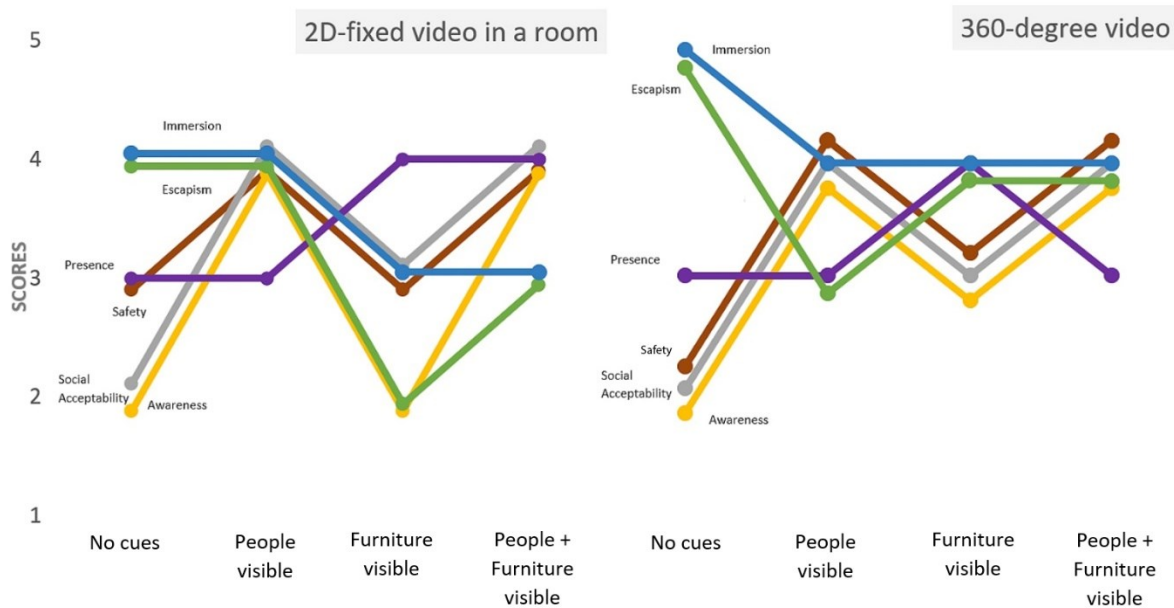 2D-fixed video in a room
360-degree video
SCORES
5
4
3
2
1
Immersion
Escapism
Presence
Safety
Social
Acceptability
Awareness
No cues
People
visible
Furniture
visible
People +
Furniture
visible
Immersion
Escapism
Presence
Safety
Social
Acceptability
Awareness
No cues
People
visible
Furniture
visible
People +
Furniture
visible